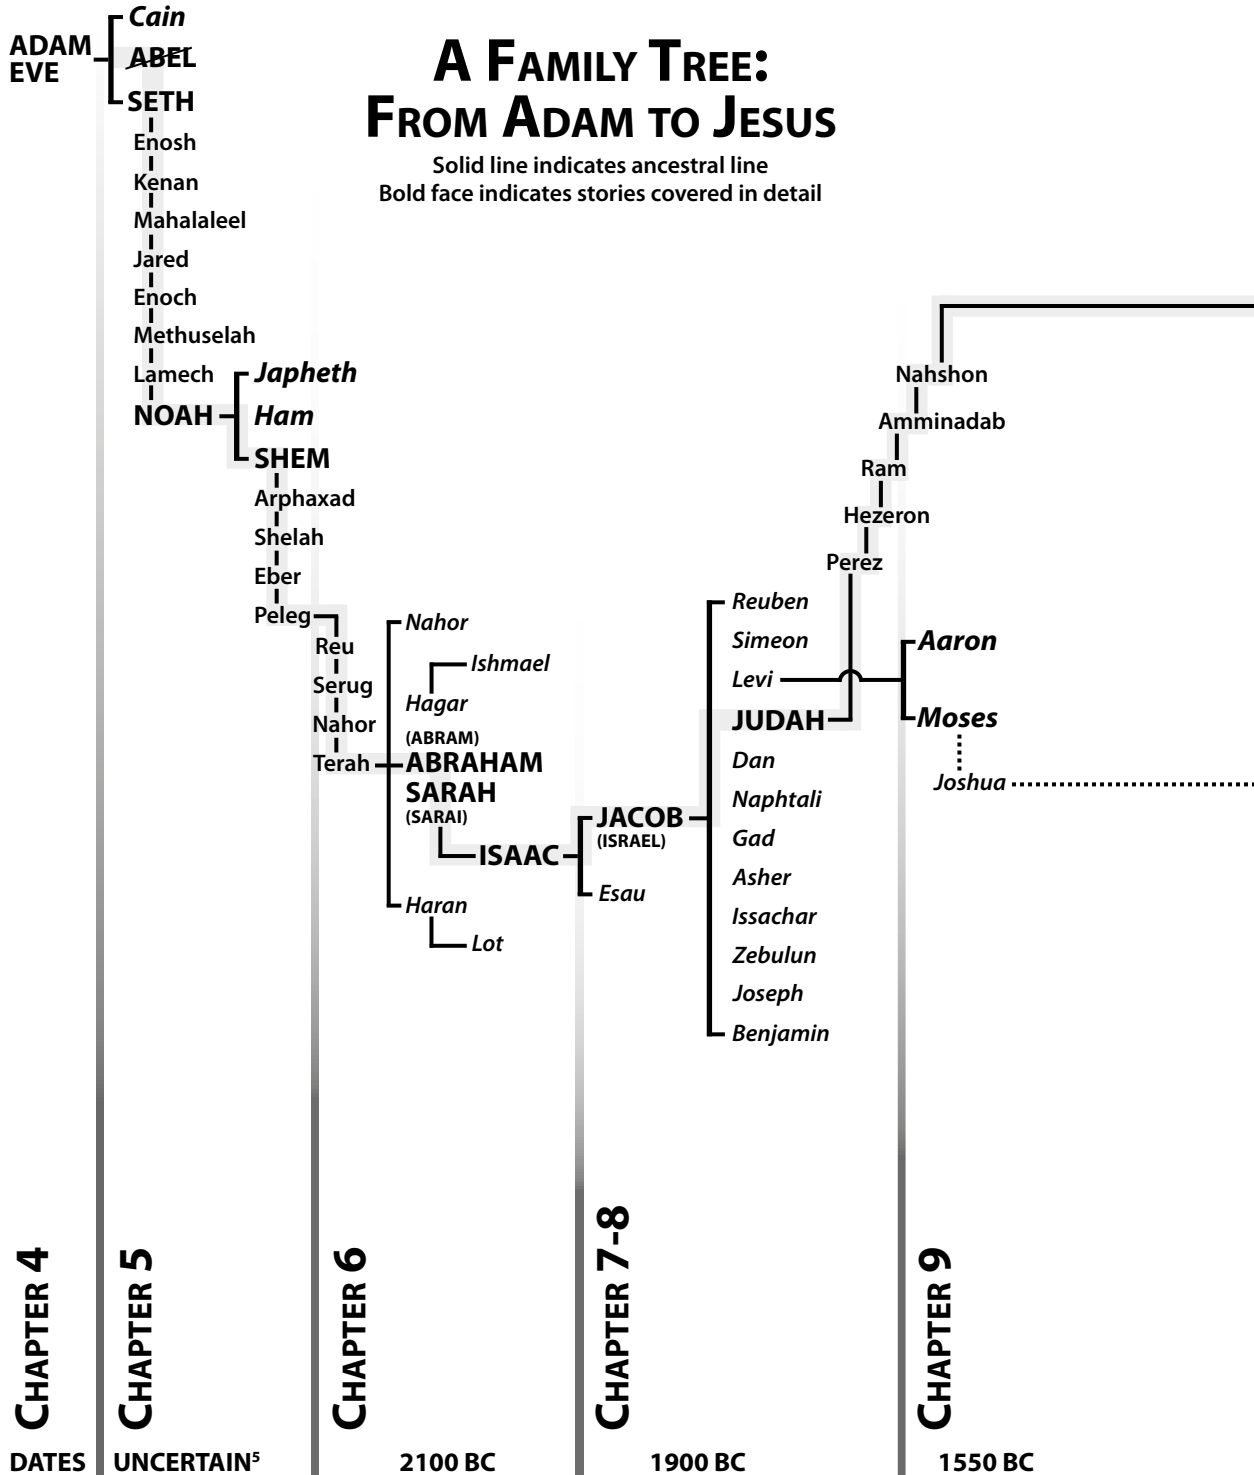 A Family Tree:
From Adam to Jesus
Solid line indicates ancestral line
Bold face indicates stories covered in detail
ADAM
EVE
Cain
ABEL
SETH
Enosh
Kenan
Mahalaleel
Jared
Enoch
Methuselah
Lamech
NOAH
Japheth
Ham
SHEM
Arphaxad
Shelah
Eber
Peleg
Reu
Serug
Nahor
Terah
Nahor
Ishmael
Hagar
(ABRAM)
ABRAHAM
SARAH
(SARAI)
ISAAC
Haran
Lot
JACOB
(ISRAEL)
Esau
Reuben
Simeon
Levi
JUDAH
Dan
Naphtali
Gad
Asher
Issachar
Zebulun
Joseph
Benjamin
Nahshon
Amminadab
Ram
Hezeron
Perez
Aaron
Moses
Joshua
Chapter 4
Chapter 5
Chapter 6
Chapter 7-8
Chapter 9
DATES UNCERTAIN⁵ 2100 BC 1900 BC 1550 BC